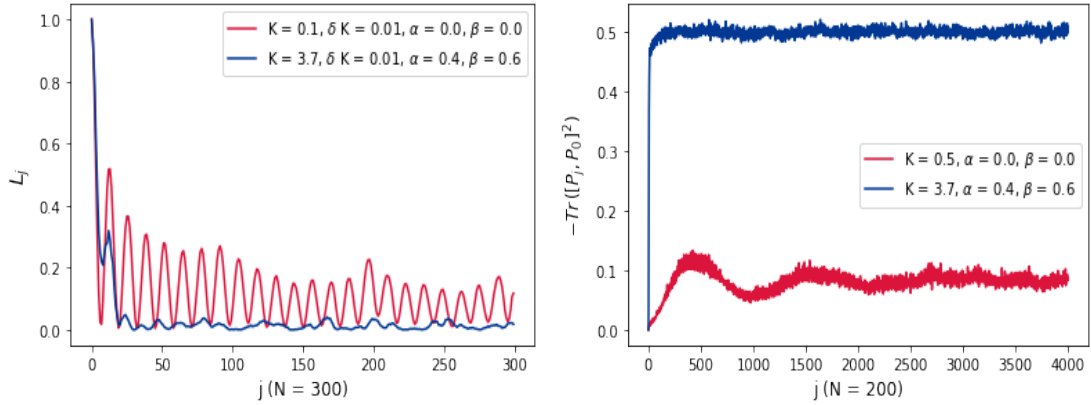 1.0
0.8
0.6
0.4
0.2
0.0
L_j
K = 0.1, δ K = 0.01, α = 0.0, β = 0.0
K = 3.7, δ K = 0.01, α = 0.4, β = 0.6
0 50 100 150 200 250 300
j (N = 300)
0.5
0.4
0.3
0.2
0.1
0.0
−Tr ([P_j, P_0]^2)
K = 0.5, α = 0.0, β = 0.0
K = 3.7, α = 0.4, β = 0.6
0 500 1000 1500 2000 2500 3000 3500 4000
j (N = 200)